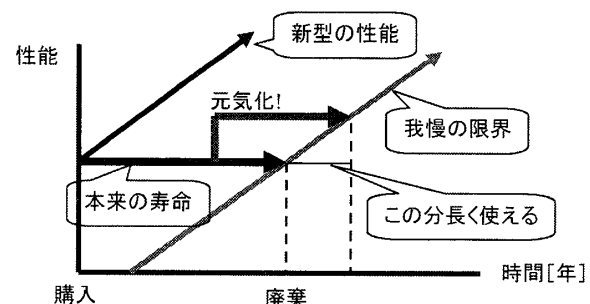 新型の性能
性能
元気化!
我慢の限界
本来の寿命
この分長く使える
時間[年]
購入
廃棄